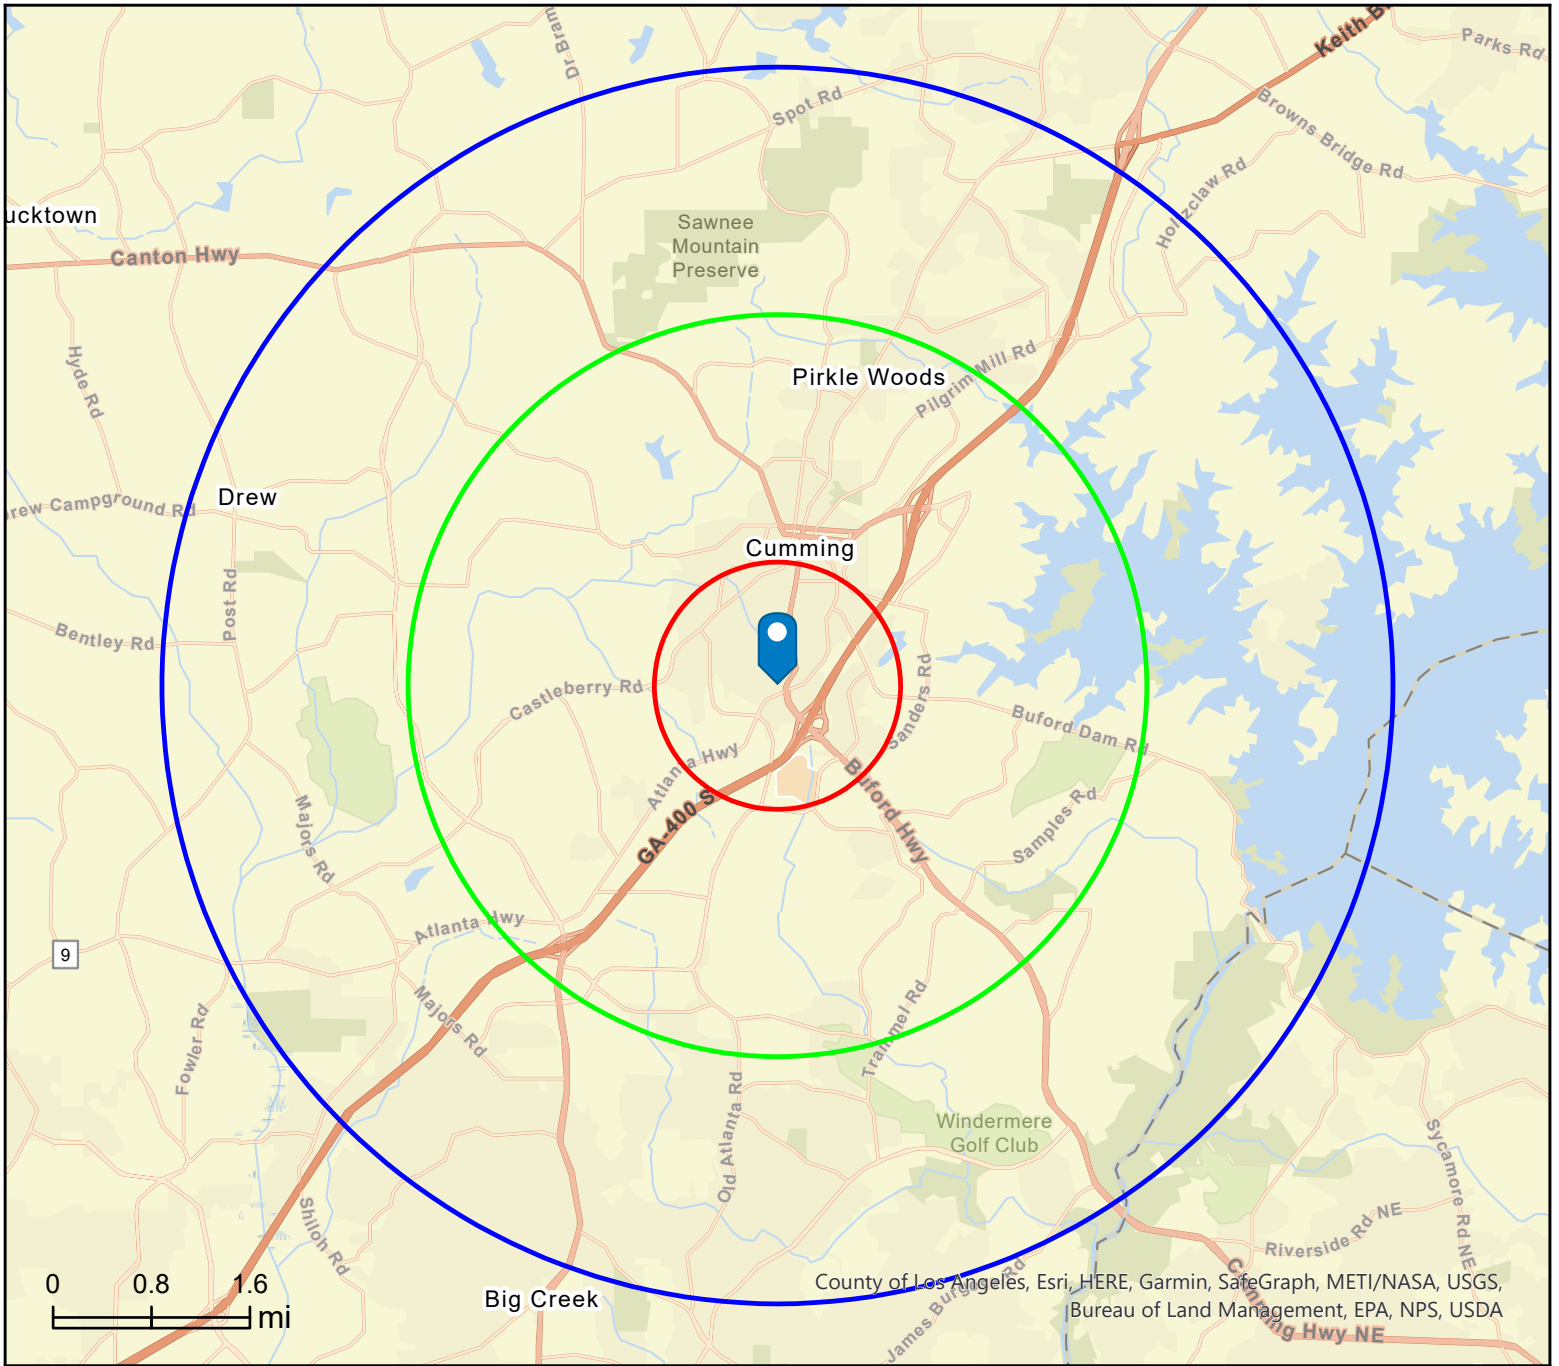 Keith B
Parks Rd
Dr Bram
Spot Rd
Browns Bridge Rd
Holtzclaw Rd
ucktown
Canton Hwy
Sawnee
Mountain
Preserve
Hyde Rd
Pirkle Woods
Pilgrim Mill Rd
Drew
rew Campground Rd
Cumming
Post Rd
Bentley Rd
Castleberry Rd
Sanders Rd
Buford Dam Rd
Atlanta Hwy
GA-400 S
Buford Hwy
Samples Rd
Majors Rd
Atlanta Hwy
9
Majors Rd
Fowler Rd
Trammel Rd
Old Atlanta Rd
Windermere
Golf Club
Sycamore Rd NE
Shiloh Rd
Riverside Rd NE
0 0.8 1.6
mi
Big Creek
James Burgess Rd
County of Los Angeles, Esri, HERE, Garmin, SafeGraph, METI/NASA, USGS,
Bureau of Land Management, EPA, NPS, USDA
Hwy NE